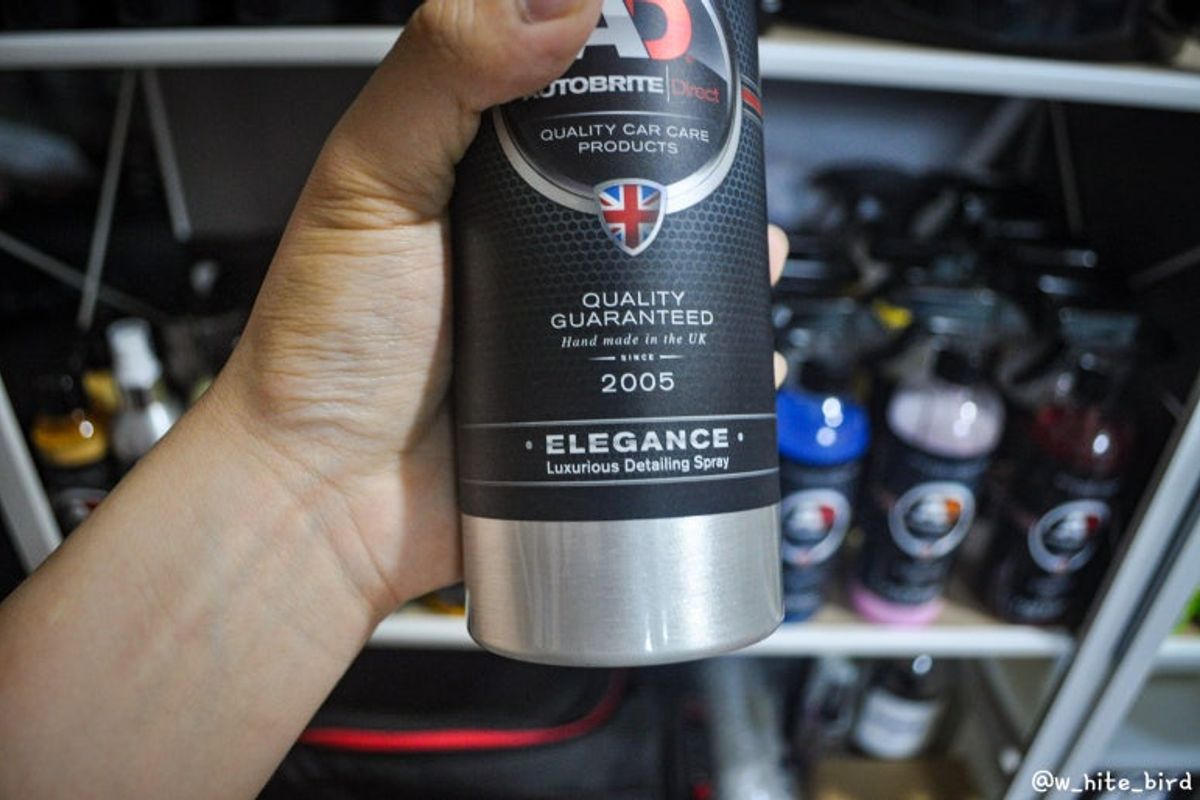 AD
AUTOBRITE|Direct
QUALITY CAR CARE
PRODUCTS
QUALITY
GUARANTEED
Hand made in the UK
SINCE
2005
• ELEGANCE •
Luxurious Detailing Spray
@w_hite_bird